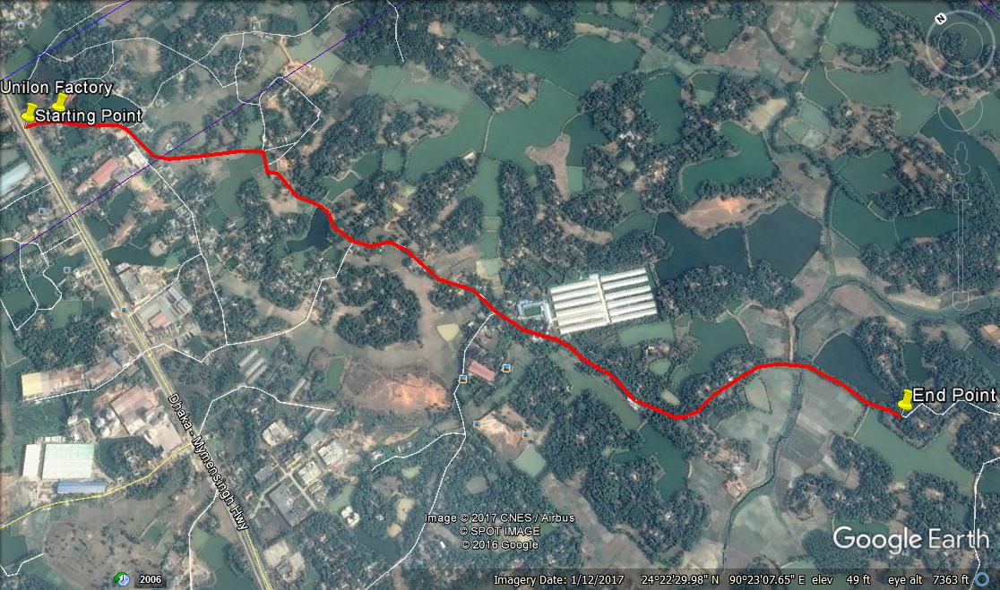 N
Unilon Factory
Starting Point
End Point
Dhaka - Mymensingh Hwy
Image © 2017 CNES / Airbus
© SPOT IMAGE
© 2016 Google
Google Earth
2006
Imagery Date: 1/12/2017 24°22'29.98" N 90°23'07.65" E elev 49 ft eye alt 7363 ft